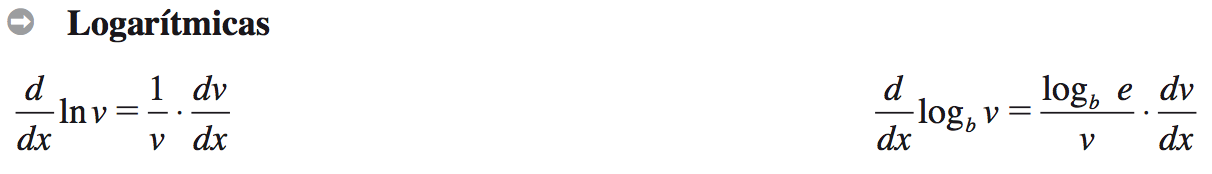 Logarítmicas
d/dx ln v = 1/v · dv/dx
d/dx log_b v = log_b e/v · dv/dx